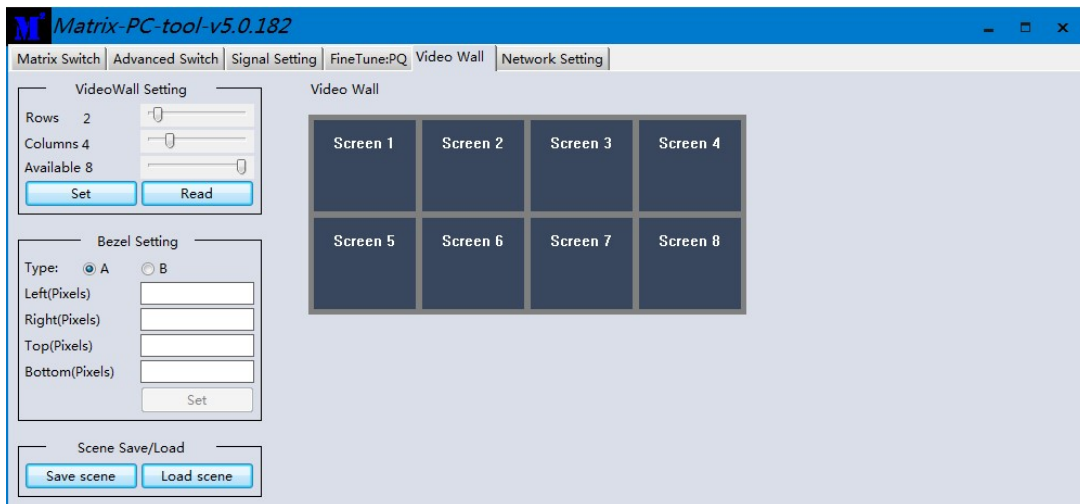 M Matrix-PC-tool-v5.0.182
Matrix Switch Advanced Switch Signal Setting FineTune:PQ Video Wall Network Setting
VideoWall Setting
Rows 2
Columns 4
Available 8
Set Read
Bezel Setting
Type: A B
Left(Pixels)
Right(Pixels)
Top(Pixels)
Bottom(Pixels)
Set
Scene Save/Load
Save scene Load scene
Video Wall
Screen 1 Screen 2 Screen 3 Screen 4
Screen 5 Screen 6 Screen 7 Screen 8